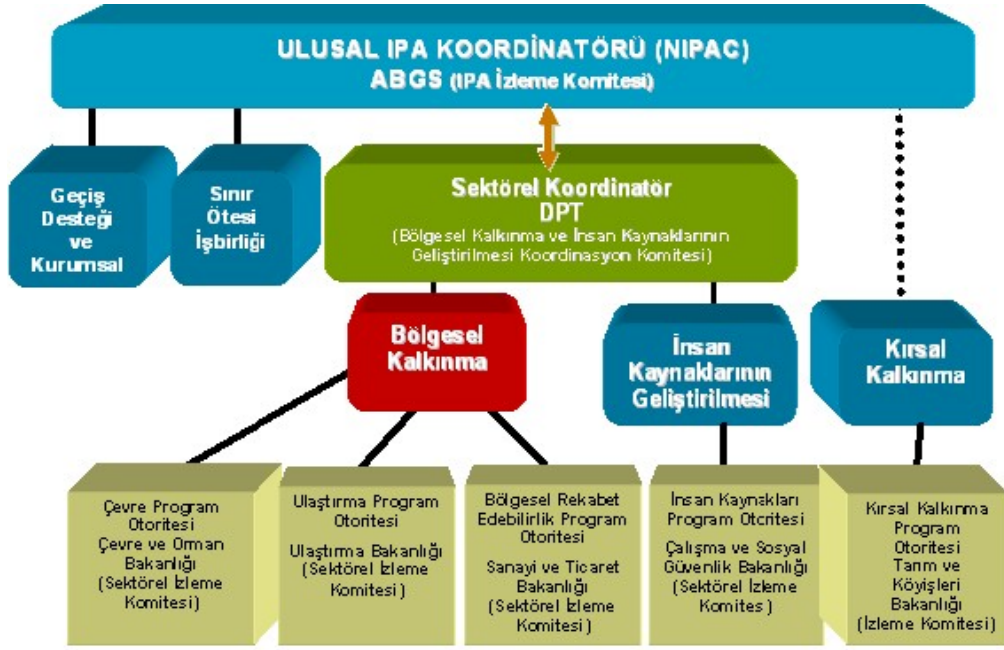 ULUSAL IPA KOORDİNATÖRÜ (NIPAC)
ABGS (IPA İzleme Komitesi)
Geçiş
Desteği
ve
Kurumsal
Sınır
Ötesi
İşbirliği
Sektörel Koordinatör
DPT
(Bölgesel Kalkınma ve İnsan Kaynaklarının
Geliştirilmesi Koordinasyon Komitesi)
Bölgesel
Kalkınma
İnsan
Kaynaklarının
Geliştirilmesi
Kırsal
Kalkınma
Çevre Program
Otoritesi
Çevre ve Orman
Bakanlığı
(Sektörel İzleme
Komitesi)
Ulaştırma Program
Otoritesi
Ulaştırma Bakanlığı
(Sektörel İzleme
Komitesi)
Bölgesel Rekabet
Edebilirlik Program
Otoritesi
Sanayi ve Ticaret
Bakanlığı
(Sektörel İzleme
Komitesi)
İnsan Kaynakları
Program Otoritesi
Çalışma ve Sosyal
Güvenlik Bakanlığı
(Sektörel İzleme
Komites)
Kırsal Kalkınma
Program
Otoritesi
Tarım ve
Köyişleri
Bakanlığı
(İzleme Komitesi)